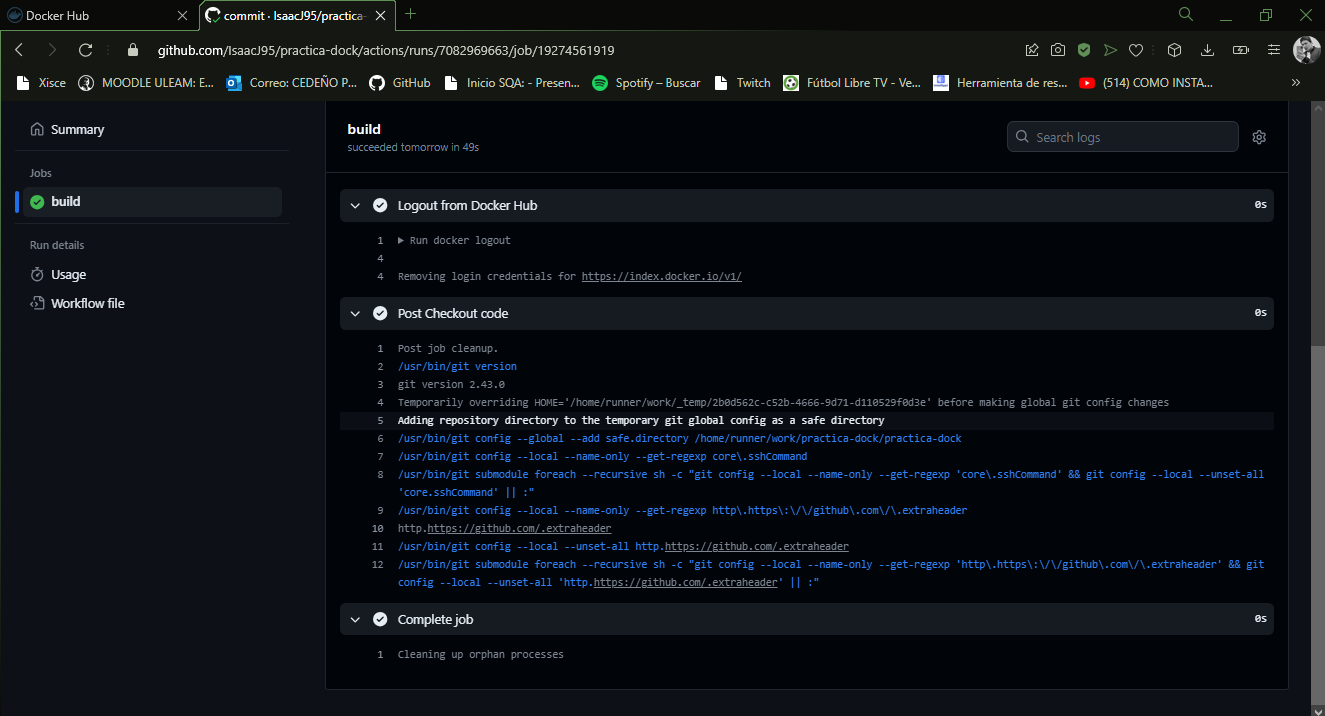 Docker Hub
commit · IsaacJ95/practica-
github.com/IsaacJ95/practica-dock/actions/runs/7082969663/job/19274561919
Xisce
MOODLE ULEAM: E...
Correo: CEDEÑO P...
GitHub
Inicio SQA: - Presen...
Spotify – Buscar
Twitch
Fútbol Libre TV - Ve...
Herramienta de res...
(514) COMO INSTA...
Summary
Jobs
build
Run details
Usage
Workflow file
build
succeeded tomorrow in 49s
Search logs
Logout from Docker Hub 0s
1 ▶ Run docker logout
4
4 Removing login credentials for https://index.docker.io/v1/
Post Checkout code 0s
1 Post job cleanup.
2 /usr/bin/git version
3 git version 2.43.0
4 Temporarily overriding HOME='/home/runner/work/_temp/2b0d562c-c52b-4666-9d71-d110529f0d3e' before making global git config changes
5 Adding repository directory to the temporary git global config as a safe directory
6 /usr/bin/git config --global --add safe.directory /home/runner/work/practica-dock/practica-dock
7 /usr/bin/git config --local --name-only --get-regexp core\.sshCommand
8 /usr/bin/git submodule foreach --recursive sh -c "git config --local --name-only --get-regexp 'core\.sshCommand' && git config --local --unset-all
'core.sshCommand' || :"
9 /usr/bin/git config --local --name-only --get-regexp http\.https\:\/\/github\.com\/\.extraheader
10 http.https://github.com/.extraheader
11 /usr/bin/git config --local --unset-all http.https://github.com/.extraheader
12 /usr/bin/git submodule foreach --recursive sh -c "git config --local --name-only --get-regexp 'http\.https\:\/\/github\.com\/\.extraheader' && git
config --local --unset-all 'http.https://github.com/.extraheader' || :"
Complete job 0s
1 Cleaning up orphan processes